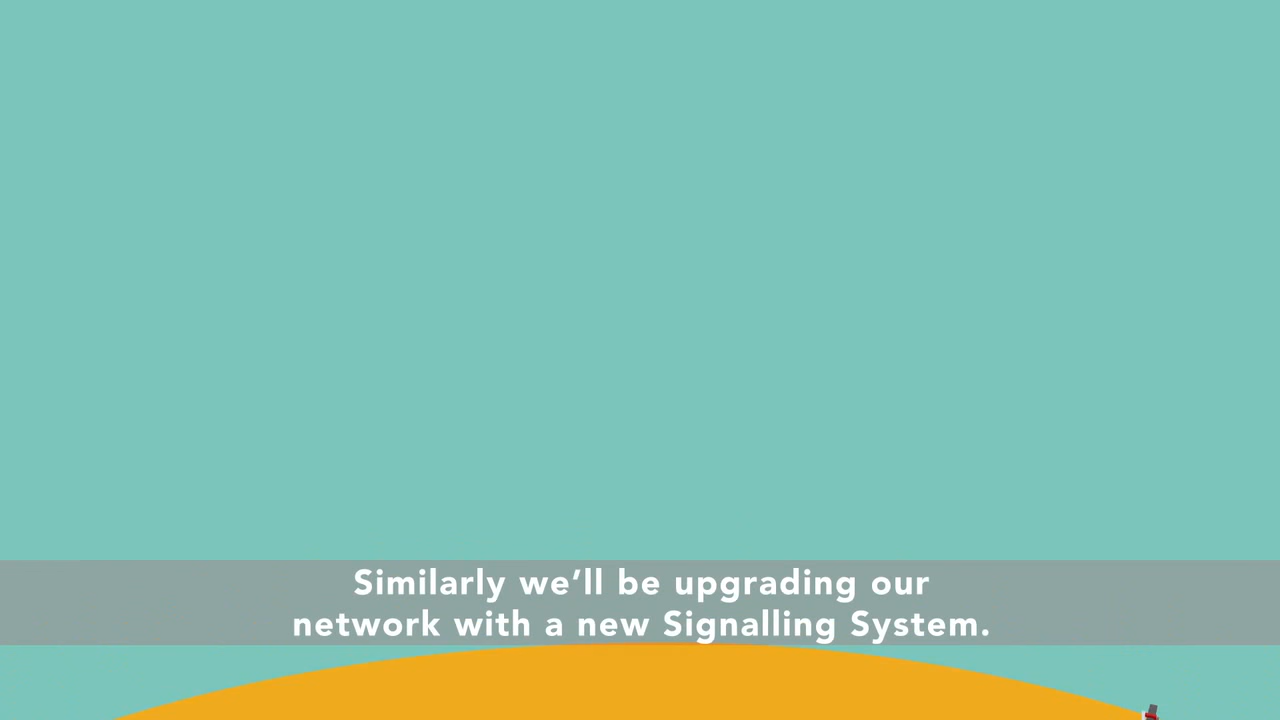 Similarly we’ll be upgrading our
network with a new Signalling System.